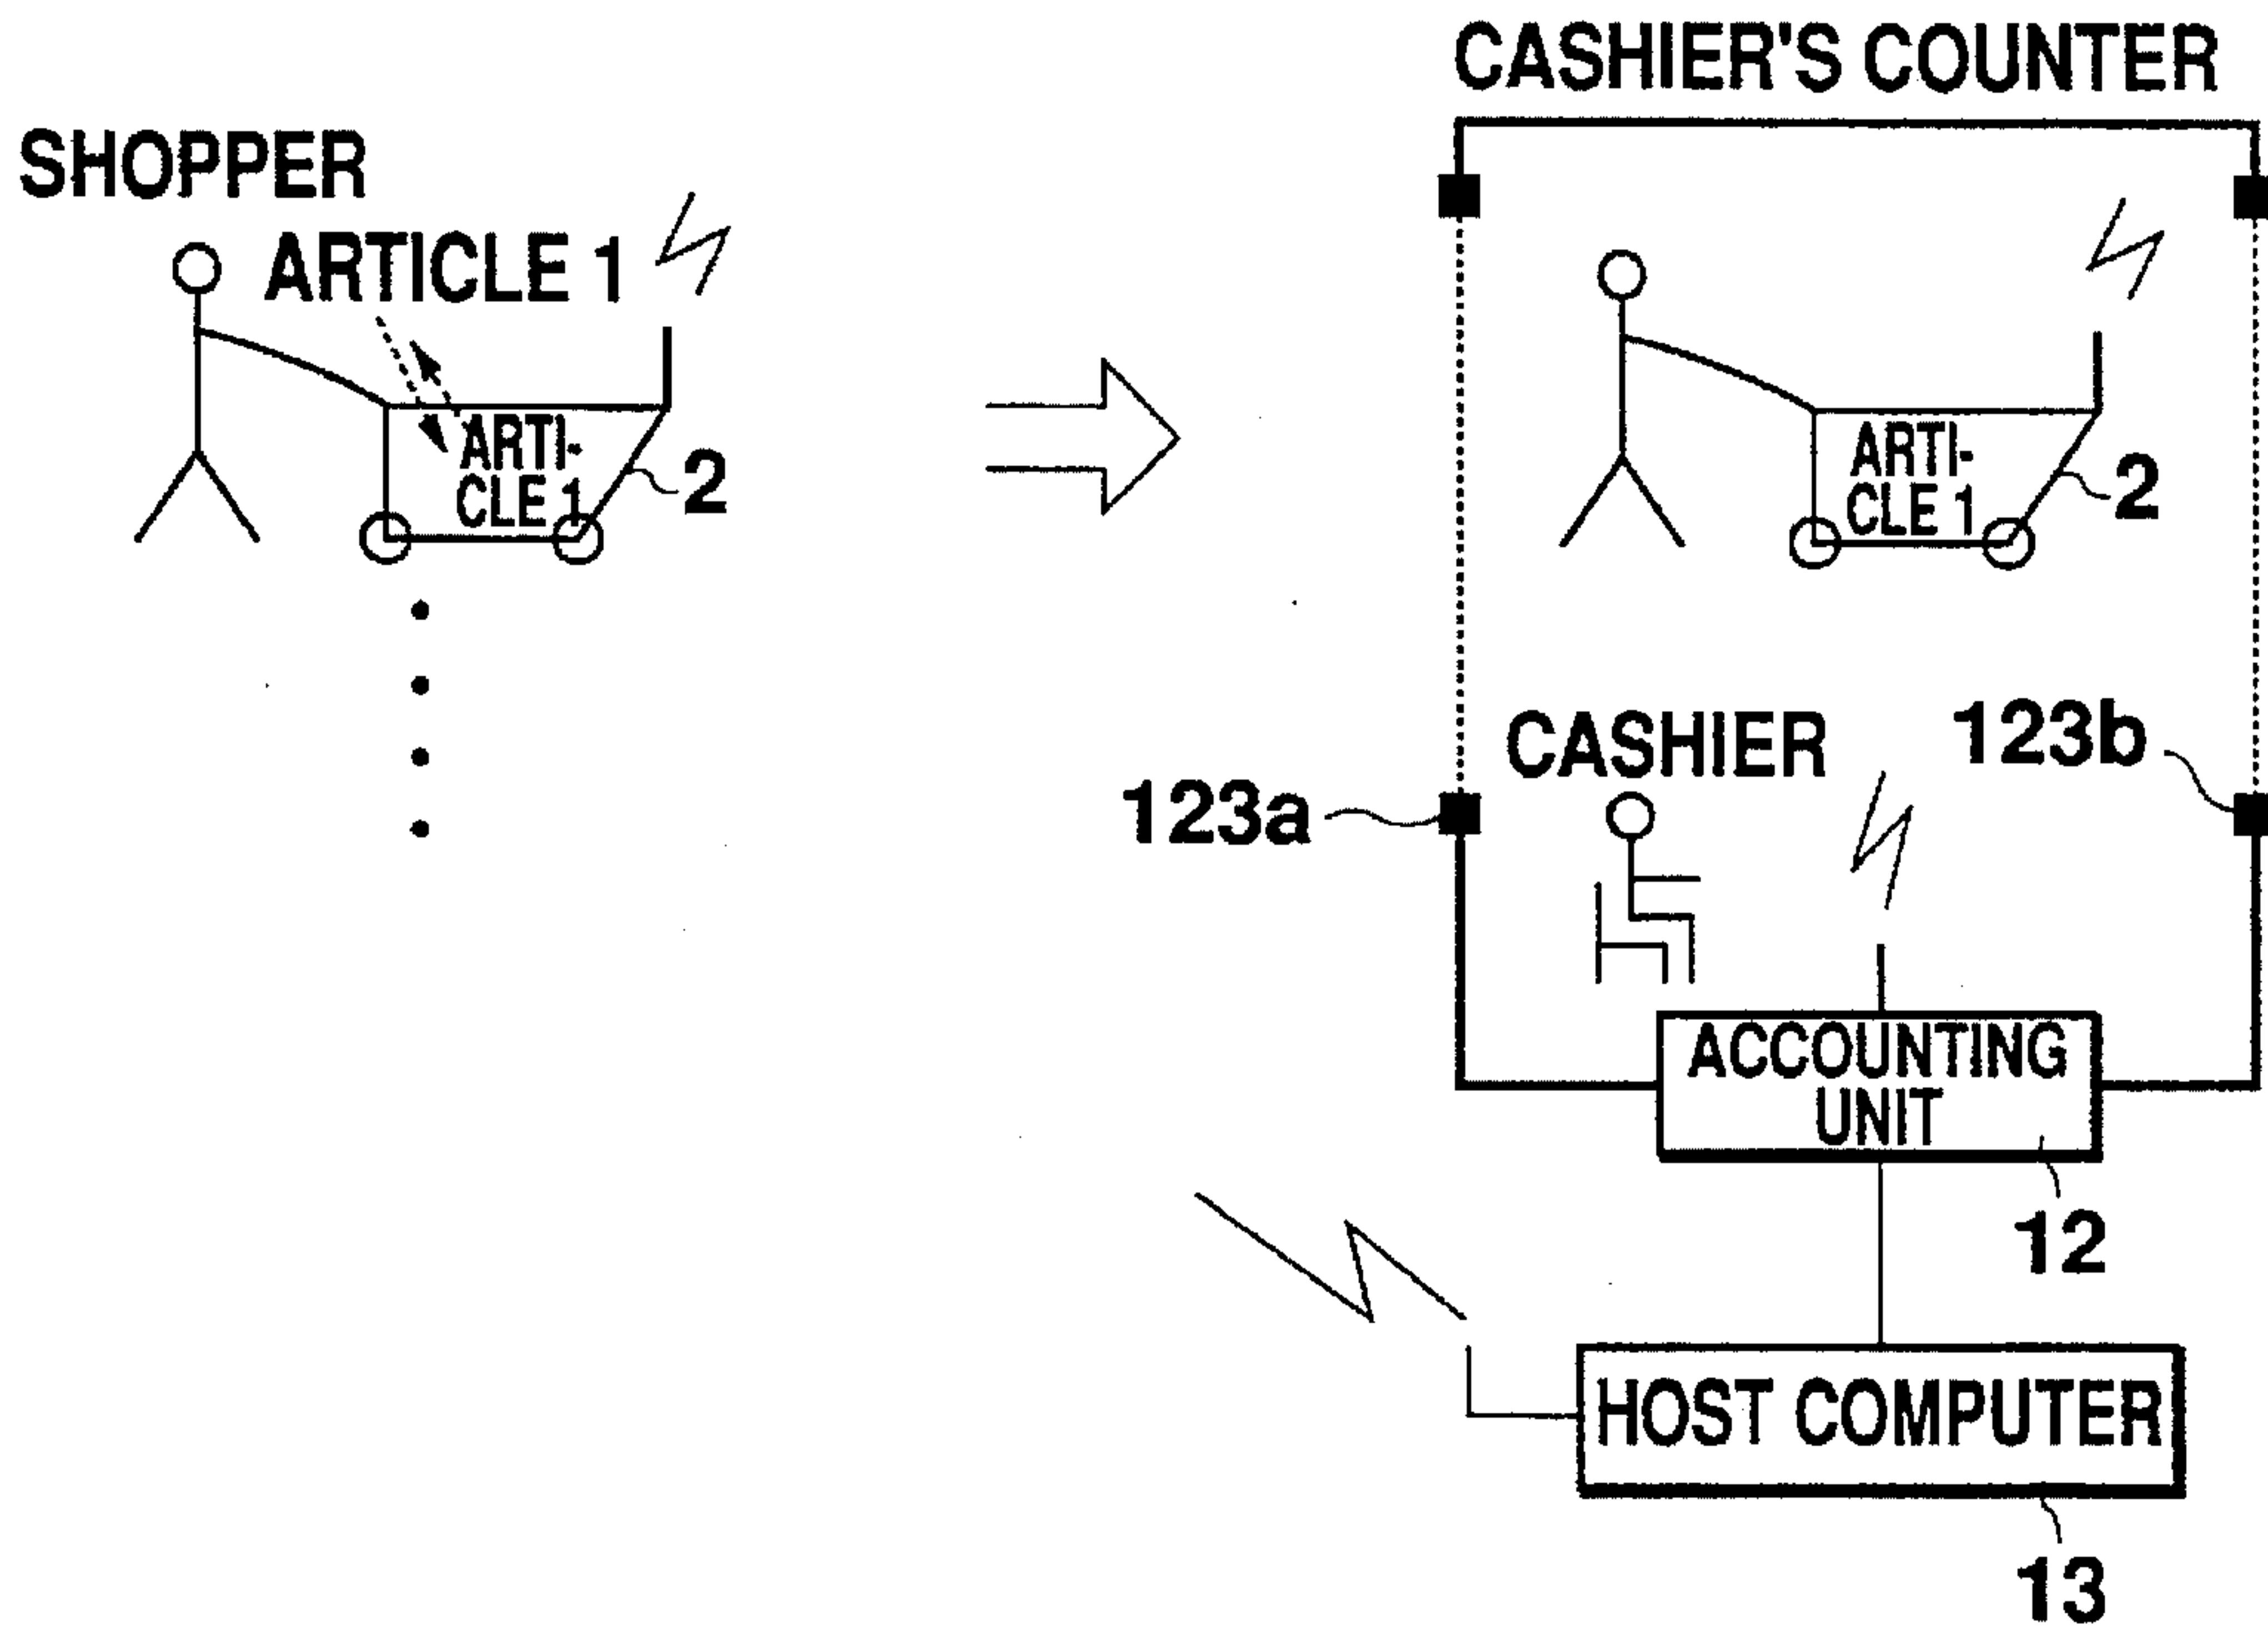 CASHIER'S COUNTER
SHOPPER
ARTICLE 1
ARTI-
CLE 1
2
ARTI-
CLE 1
2
CASHIER
123b
123a
ACCOUNTING
UNIT
12
HOST COMPUTER
13